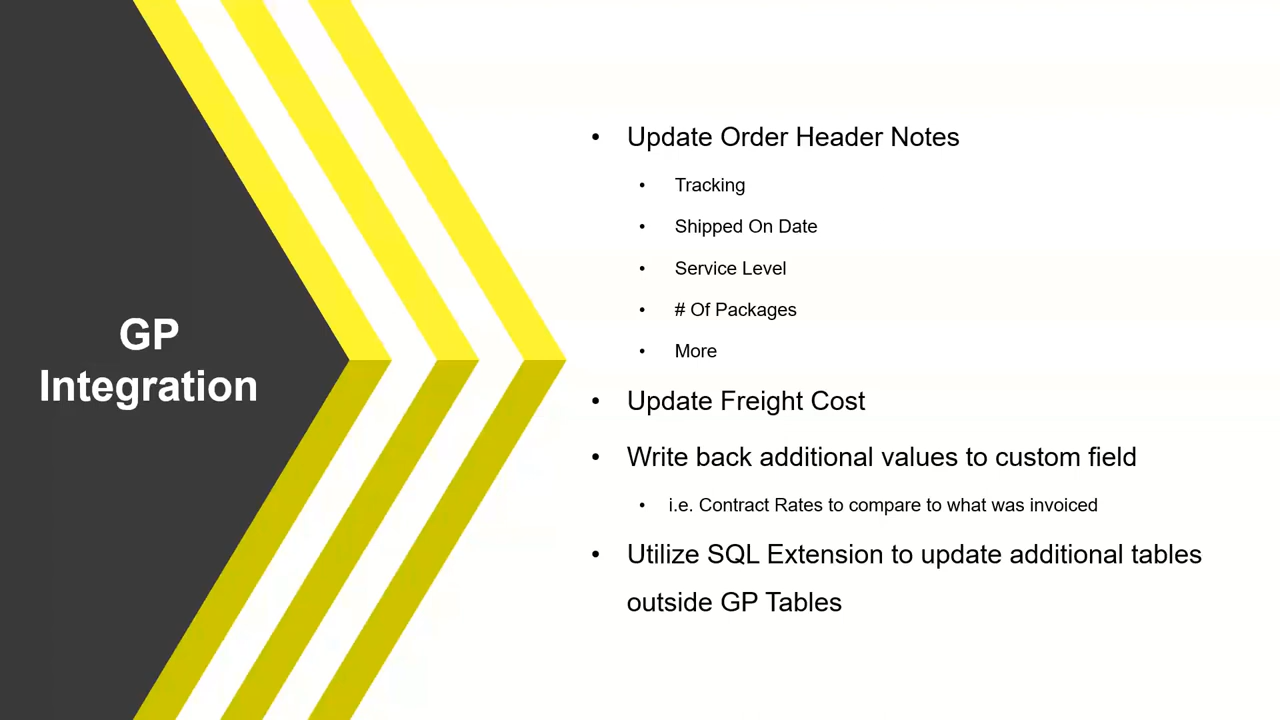 GP
Integration
• Update Order Header Notes
• Tracking
• Shipped On Date
• Service Level
• # Of Packages
• More
• Update Freight Cost
• Write back additional values to custom field
• i.e. Contract Rates to compare to what was invoiced
• Utilize SQL Extension to update additional tables
outside GP Tables